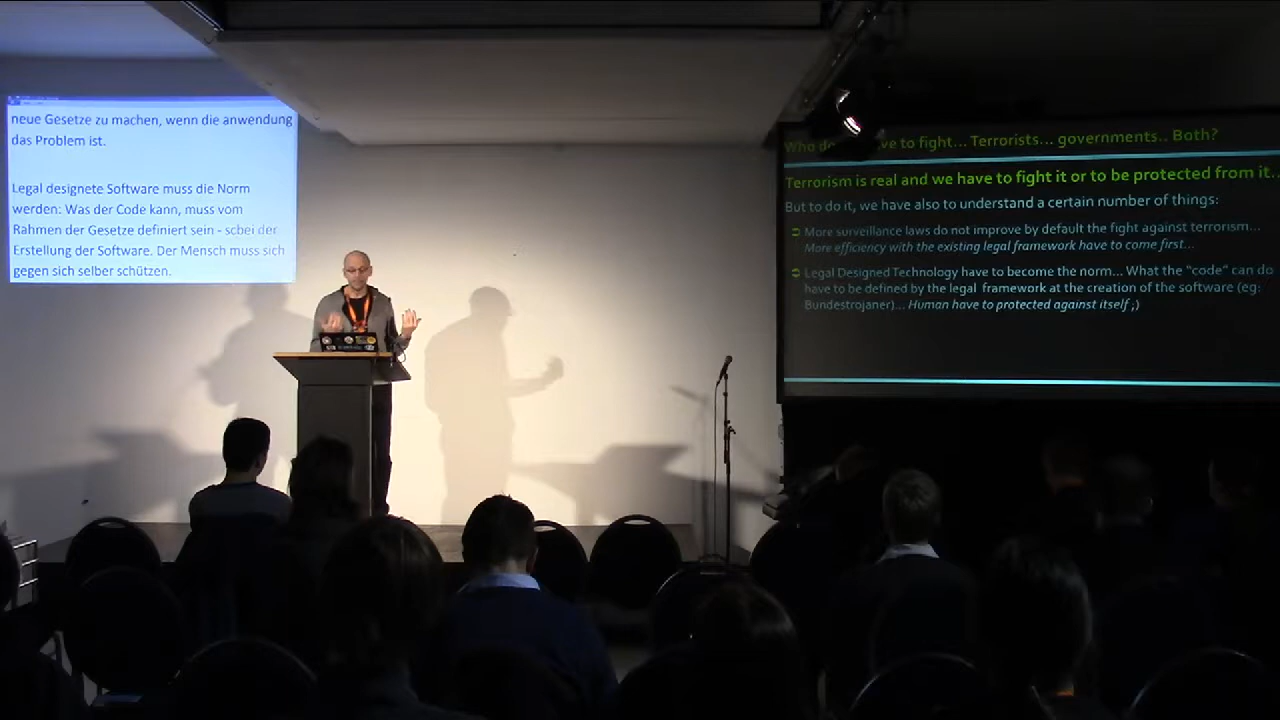 neue Gesetze zu machen, wenn die anwendung
das Problem ist.
Legal designete Software muss die Norm
werden: Was der Code kann, muss vom
Rahmen der Gesetze definiert sein - scbei der
Erstellung der Software. Der Mensch muss sich
gegen sich selber schützen.
Who do ve to fight... Terrorists... governments.. Both?
Terrorism is real and we have to fight it or to be protected from it..
But to do it, we have also to understand a certain number of things:
More surveillance laws do not improve by default the fight against terrorism...
More efficiency with the existing legal framework have to come first...
Legal Designed Technology have to become the norm... What the "code" can do
have to be defined by the legal framework at the creation of the software (eg:
Bundestrojaner)... Human have to protected against itself ;)